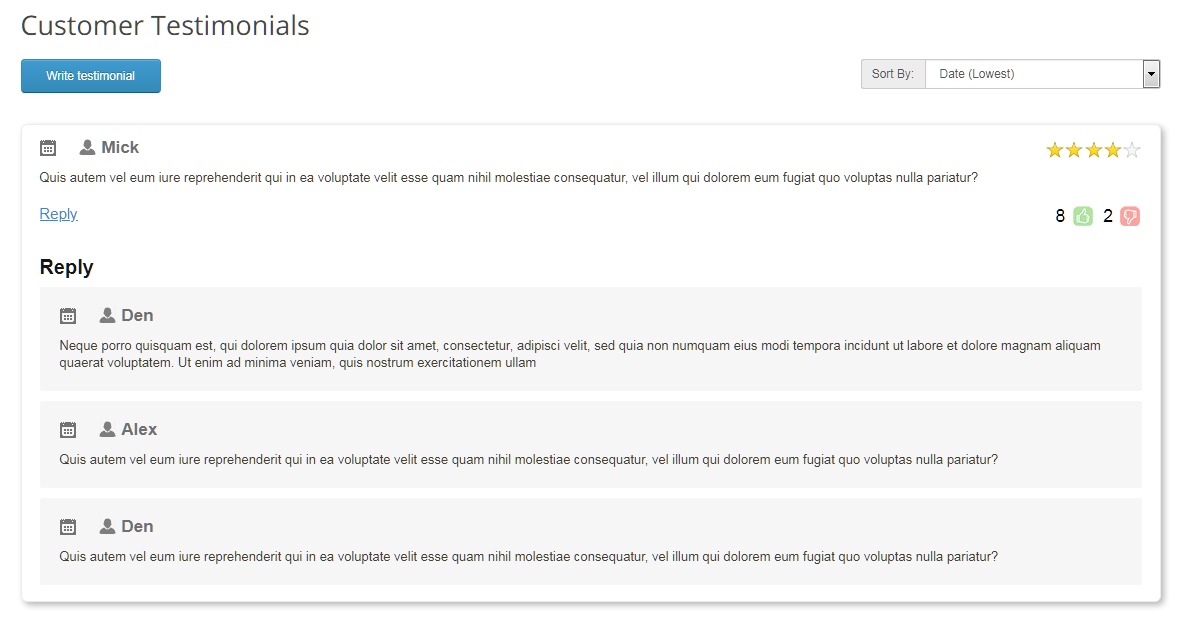 Customer Testimonials
Write testimonial
Sort By: Date (Lowest)
Mick
Quis autem vel eum iure reprehenderit qui in ea voluptate velit esse quam nihil molestiae consequatur, vel illum qui dolorem eum fugiat quo voluptas nulla pariatur?
Reply
8 2
Reply
Den
Neque porro quisquam est, qui dolorem ipsum quia dolor sit amet, consectetur, adipisci velit, sed quia non numquam eius modi tempora incidunt ut labore et dolore magnam aliquam
quaerat voluptatem. Ut enim ad minima veniam, quis nostrum exercitationem ullam
Alex
Quis autem vel eum iure reprehenderit qui in ea voluptate velit esse quam nihil molestiae consequatur, vel illum qui dolorem eum fugiat quo voluptas nulla pariatur?
Den
Quis autem vel eum iure reprehenderit qui in ea voluptate velit esse quam nihil molestiae consequatur, vel illum qui dolorem eum fugiat quo voluptas nulla pariatur?